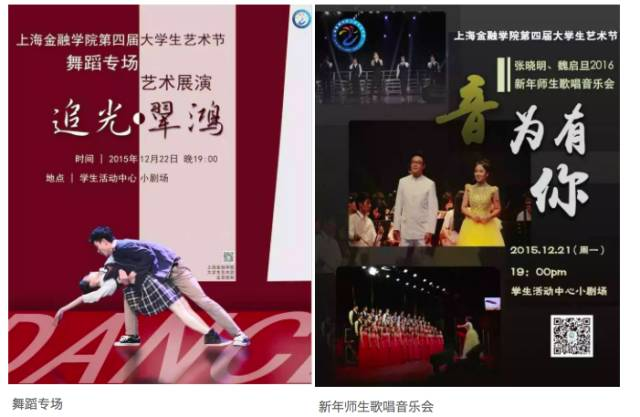 上海金融学院第四届大学生艺术节
舞蹈专场
艺术展演
追光·翠鸿
时间 | 2015年12月22日 晚19:00
地点 | 学生活动中心 小剧场
DANCE
舞蹈专场
上海金融学院第四届大学生艺术节
张晓明、魏启旦2016
新年师生歌唱音乐会
音为有你
2015.12.21(周一)
19：00pm
学生活动中心小剧场
新年师生歌唱音乐会